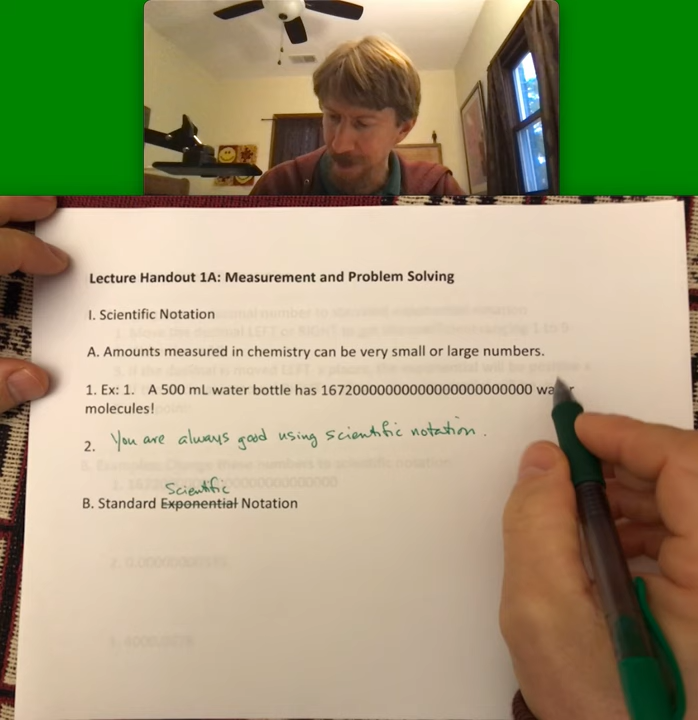 Lecture Handout 1A: Measurement and Problem Solving
I. Scientific Notation
A. Amounts measured in chemistry can be very small or large numbers.
1. Ex: 1. A 500 mL water bottle has 16720000000000000000000000 water
molecules!
2. You are always good using scientific notation.
Scientific
B. Standard Exponential Notation